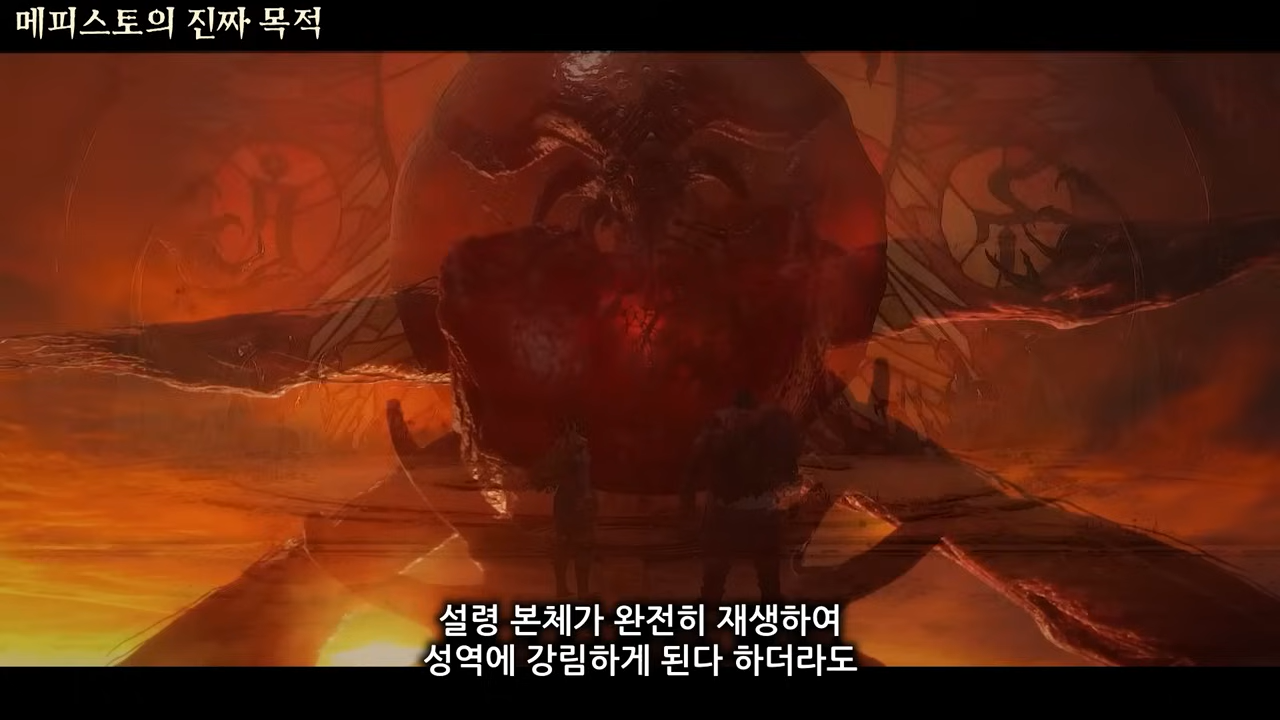 메피스토의 진짜 목적
설령 본체가 완전히 재생하여
성역에 강림하게 된다 하더라도